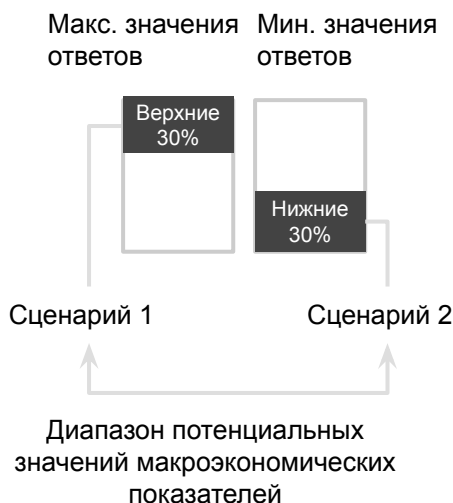 Макс. значения
ответов
Мин. значения
ответов
Верхние
30%
Нижние
30%
Сценарий 1
Сценарий 2
Диапазон потенциальных
значений макроэкономических
показателей